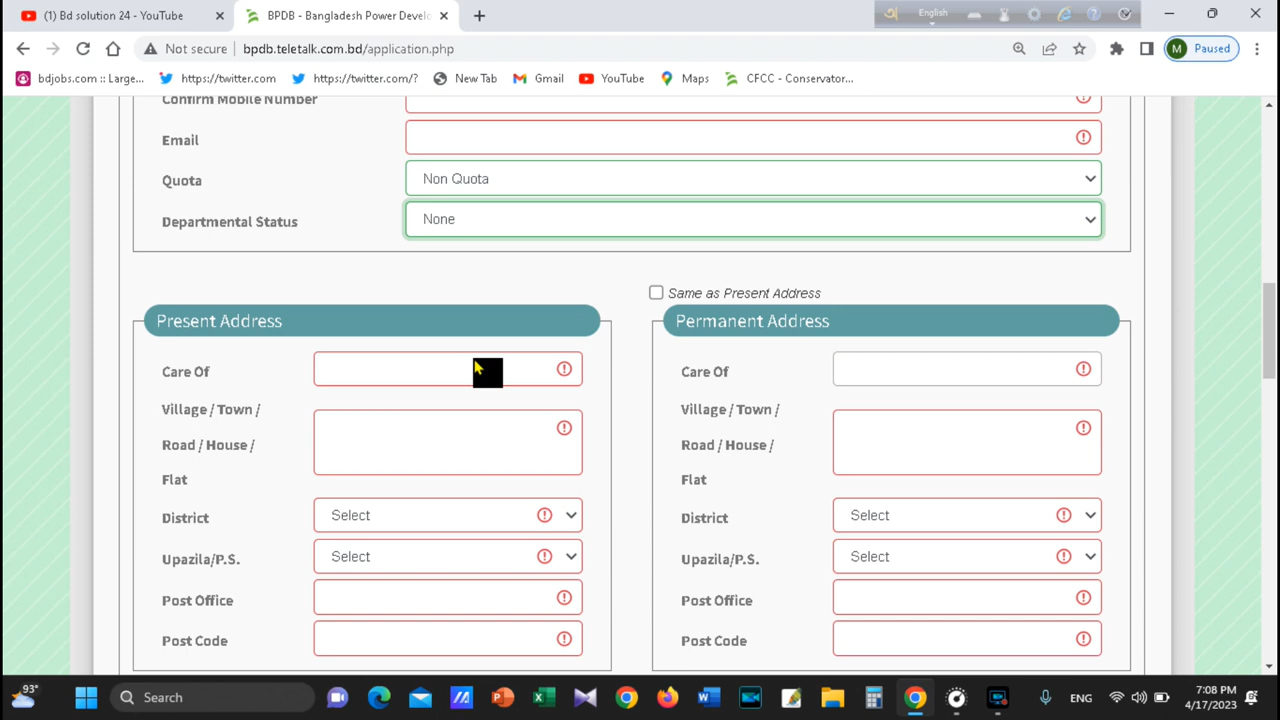 (1) Bd solution 24 - YouTube
BPDB - Bangladesh Power Develo
English
Not secure
bpdb.teletalk.com.bd/application.php
M
Paused
bdjobs.com :: Large...
https://twitter.com
https://twitter.com/?
New Tab
Gmail
YouTube
Maps
CFCC - Conservator...
Confirm Mobile Number
Email
Quota
Non Quota
Departmental Status
None
Same as Present Address
Present Address
Care Of
Village / Town /
Road / House /
Flat
District
Select
Upazila/P.S.
Select
Post Office
Post Code
Permanent Address
Care Of
Village / Town /
Road / House /
Flat
District
Select
Upazila/P.S.
Select
Post Office
Post Code
93°
Search
ENG
7:08 PM
4/17/2023